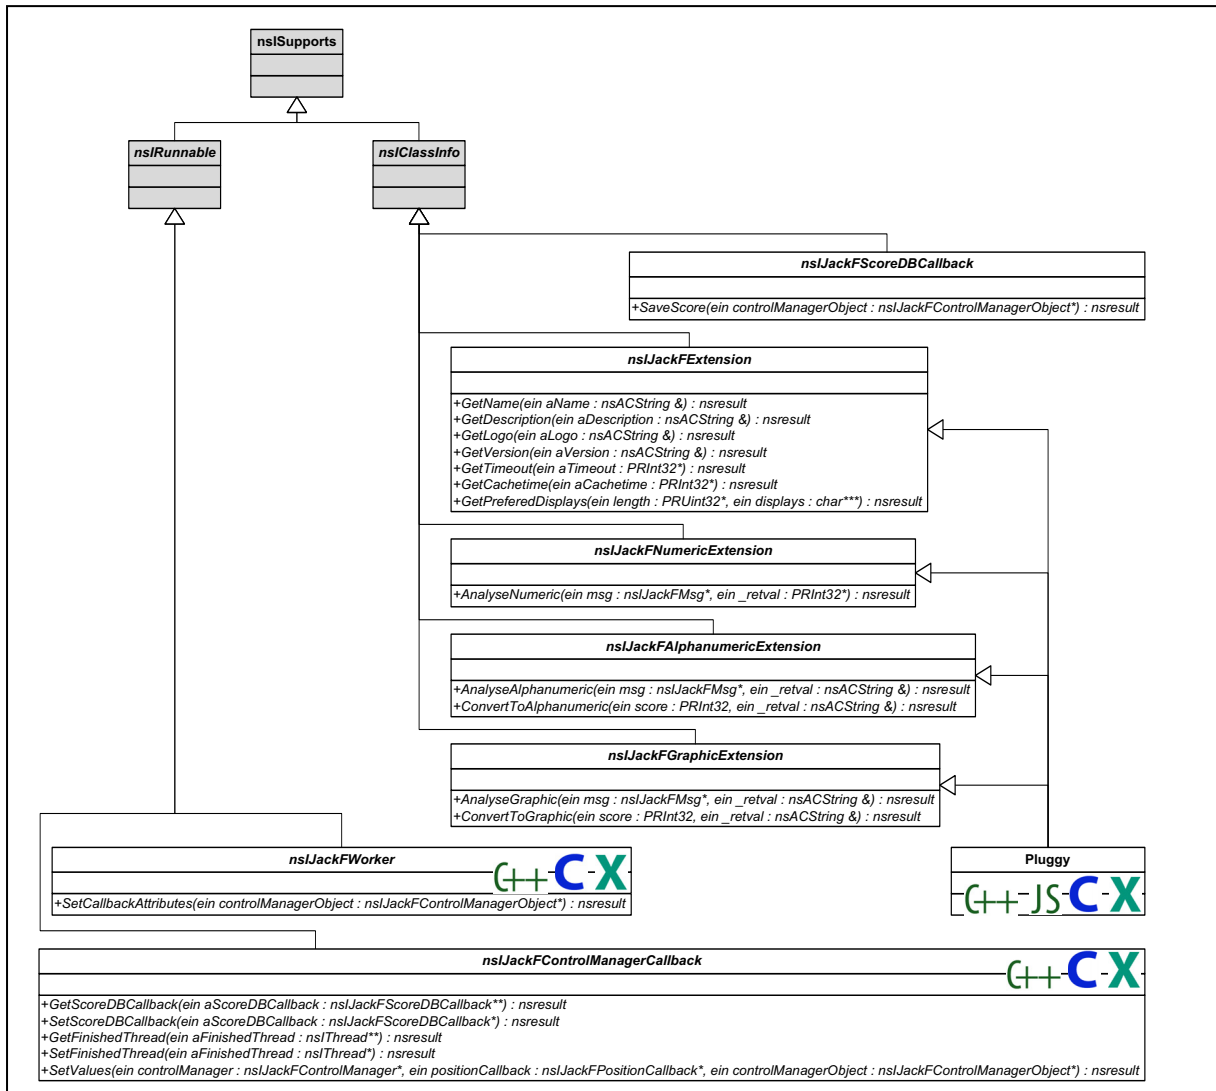 nsISupports
nsIRunnable
nsIClassInfo
nsIJackFScoreDBCallback
+SaveScore(ein controlManagerObject : nsIJackFControlManagerObject*) : nsresult
nsIJackFExtension
+GetName(ein aName : nsACString &) : nsresult
+GetDescription(ein aDescription : nsACString &) : nsresult
+GetLogo(ein aLogo : nsACString &) : nsresult
+GetVersion(ein aVersion : nsACString &) : nsresult
+GetTimeout(ein aTimeout : PRInt32*) : nsresult
+GetCachetime(ein aCachetime : PRInt32*) : nsresult
+GetPreferedDisplays(ein length : PRUint32*, ein displays : char***) : nsresult
nsIJackFNumericExtension
+AnalyseNumeric(ein msg : nsIJackFMsg*, ein _retval : PRInt32*) : nsresult
nsIJackFAlphanumericExtension
+AnalyseAlphanumeric(ein msg : nsIJackFMsg*, ein _retval : nsACString &) : nsresult
+ConvertToAlphanumeric(ein score : PRInt32, ein _retval : nsACString &) : nsresult
nsIJackFGraphicExtension
+AnalyseGraphic(ein msg : nsIJackFMsg*, ein _retval : nsACString &) : nsresult
+ConvertToGraphic(ein score : PRInt32, ein _retval : nsACString &) : nsresult
nsIJackFWorker
C++ C X
+SetCallbackAttributes(ein controlManagerObject : nsIJackFControlManagerObject*) : nsresult
Pluggy
C++ JS C X
nsIJackFControlManagerCallback
C++ C X
+GetScoreDBCallback(ein aScoreDBCallback : nsIJackFScoreDBCallback**) : nsresult
+SetScoreDBCallback(ein aScoreDBCallback : nsIJackFScoreDBCallback*) : nsresult
+GetFinishedThread(ein aFinishedThread : nsIThread**) : nsresult
+SetFinishedThread(ein aFinishedThread : nsIThread*) : nsresult
+SetValues(ein controlManager : nsIJackFControlManager*, ein positionCallback : nsIJackFPositionCallback*, ein controlManagerObject : nsIJackFControlManagerObject*) : nsresult